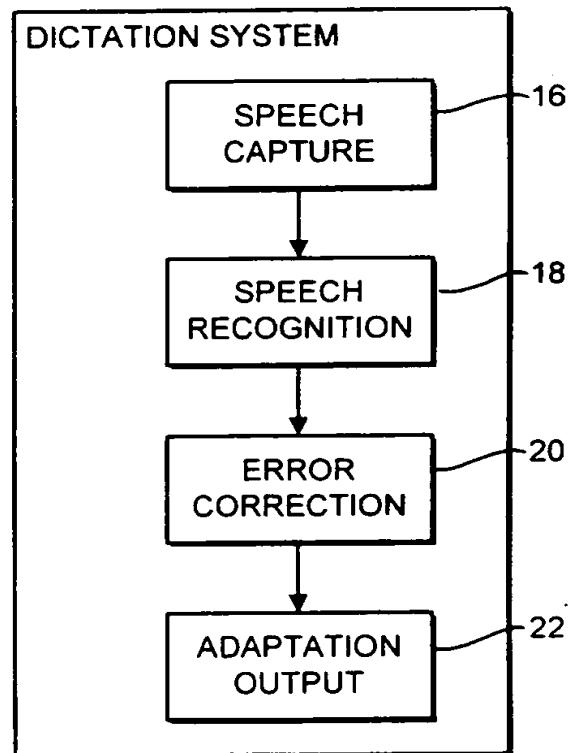 DICTATION SYSTEM
SPEECH
CAPTURE
16
SPEECH
RECOGNITION
18
ERROR
CORRECTION
20
ADAPTATION
OUTPUT
22